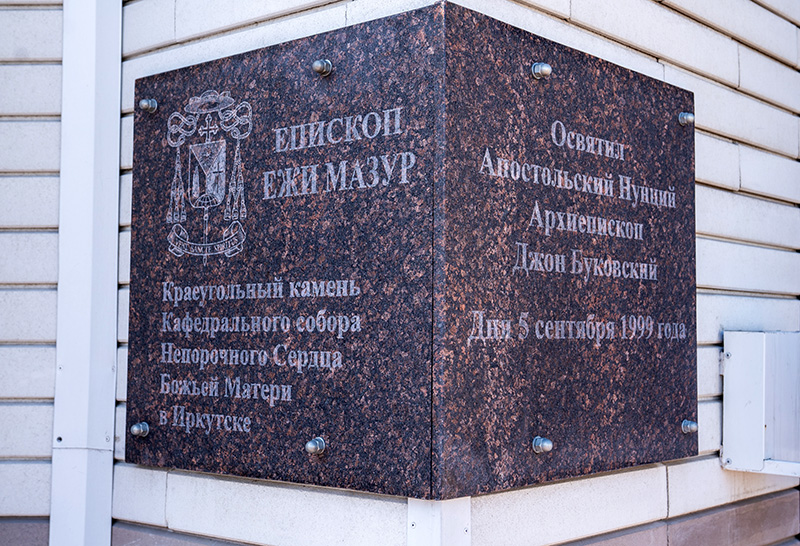 ЕПИСКОП
ЕЖИ МАЗУР
Краеугольный камень
Кафедрального собора
Непорочного Сердца
Божьей Матери
в Иркутске
Освятил
Апостольский Нунций
Архиепископ
Джон Буковский
Дни 5 сентября 1999 года